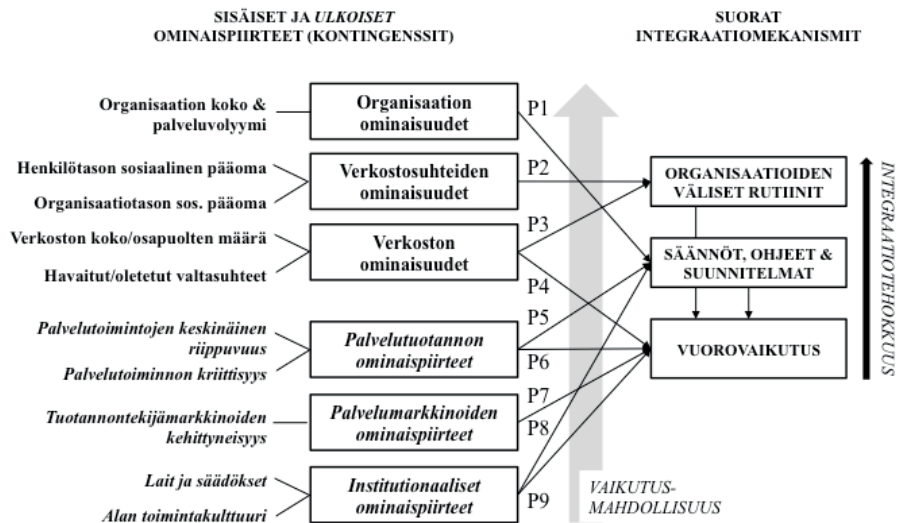 SISÄISET JA ULKOISET
OMINAISPIIRTEET (KONTINGENSSIT)
SUORAT
INTEGRAATIOMEKANISMIT
Organisaation koko &
palveluvolyymi
Organisaation
ominaisuudet
P1
Henkilötason sosiaalinen pääoma
Organisaatiotason sos. pääoma
Verkostosuhteiden
ominaisuudet
P2
ORGANISAATIOIDEN
VÄLISET RUTIINIT
Verkoston koko/osapuolten määrä
Havaitut/oletetut valtasuhteet
Verkoston
ominaisuudet
P3
P4
SÄÄNNÖT, OHJEET &
SUUNNITELMAT
Palvelutoimintojen keskinäinen
riippuvuus
Palvelutoiminnon kriittisyys
Palvelutuotannon
ominaispiirteet
P5
P6
VUOROVAIKUTUS
INTEGRAATIOTEHOKKUUS
Tuotannontekijämarkkinoiden
kehittyneisyys
Palvelumarkkinoiden
ominaispiirteet
P7
P8
Lait ja säädökset
Alan toimintakulttuuri
Institutionaaliset
ominaispiirteet
P9
VAIKUTUS-
MAHDOLLISUUS